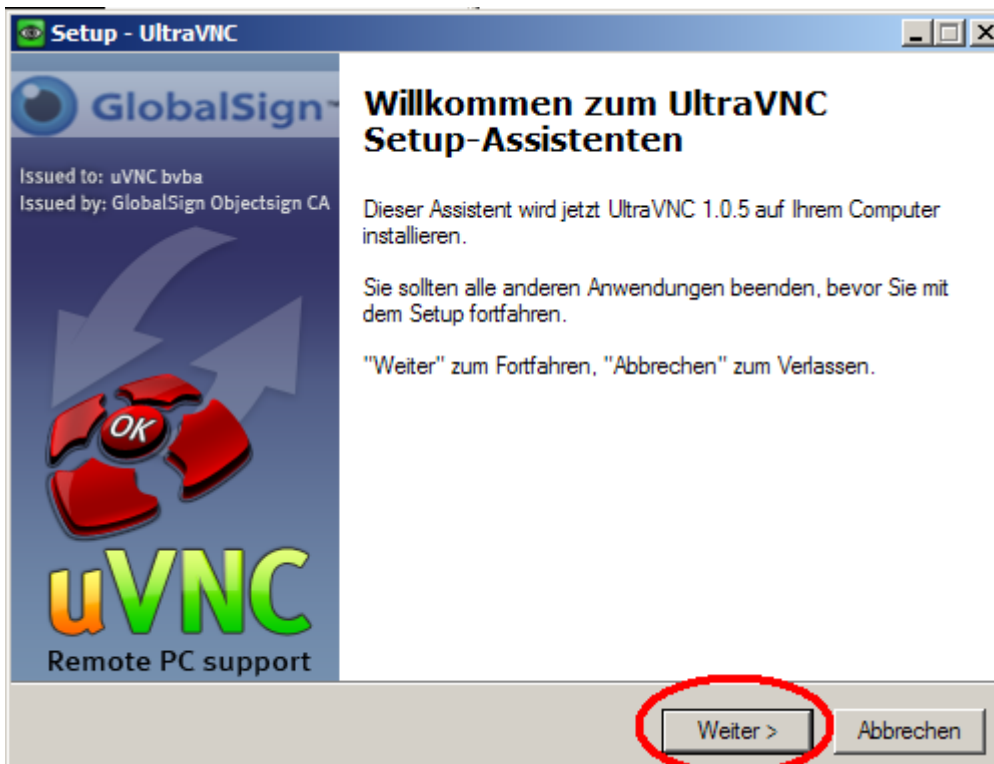 Setup - UltraVNC
GlobalSign™
Issued to: uVNC bvba
Issued by: GlobalSign Objectsign CA
OK
uVNC
Remote PC support
Willkommen zum UltraVNC
Setup-Assistenten
Dieser Assistent wird jetzt UltraVNC 1.0.5 auf Ihrem Computer
installieren.
Sie sollten alle anderen Anwendungen beenden, bevor Sie mit
dem Setup fortfahren.
"Weiter" zum Fortfahren, "Abbrechen" zum Verlassen.
Weiter >
Abbrechen